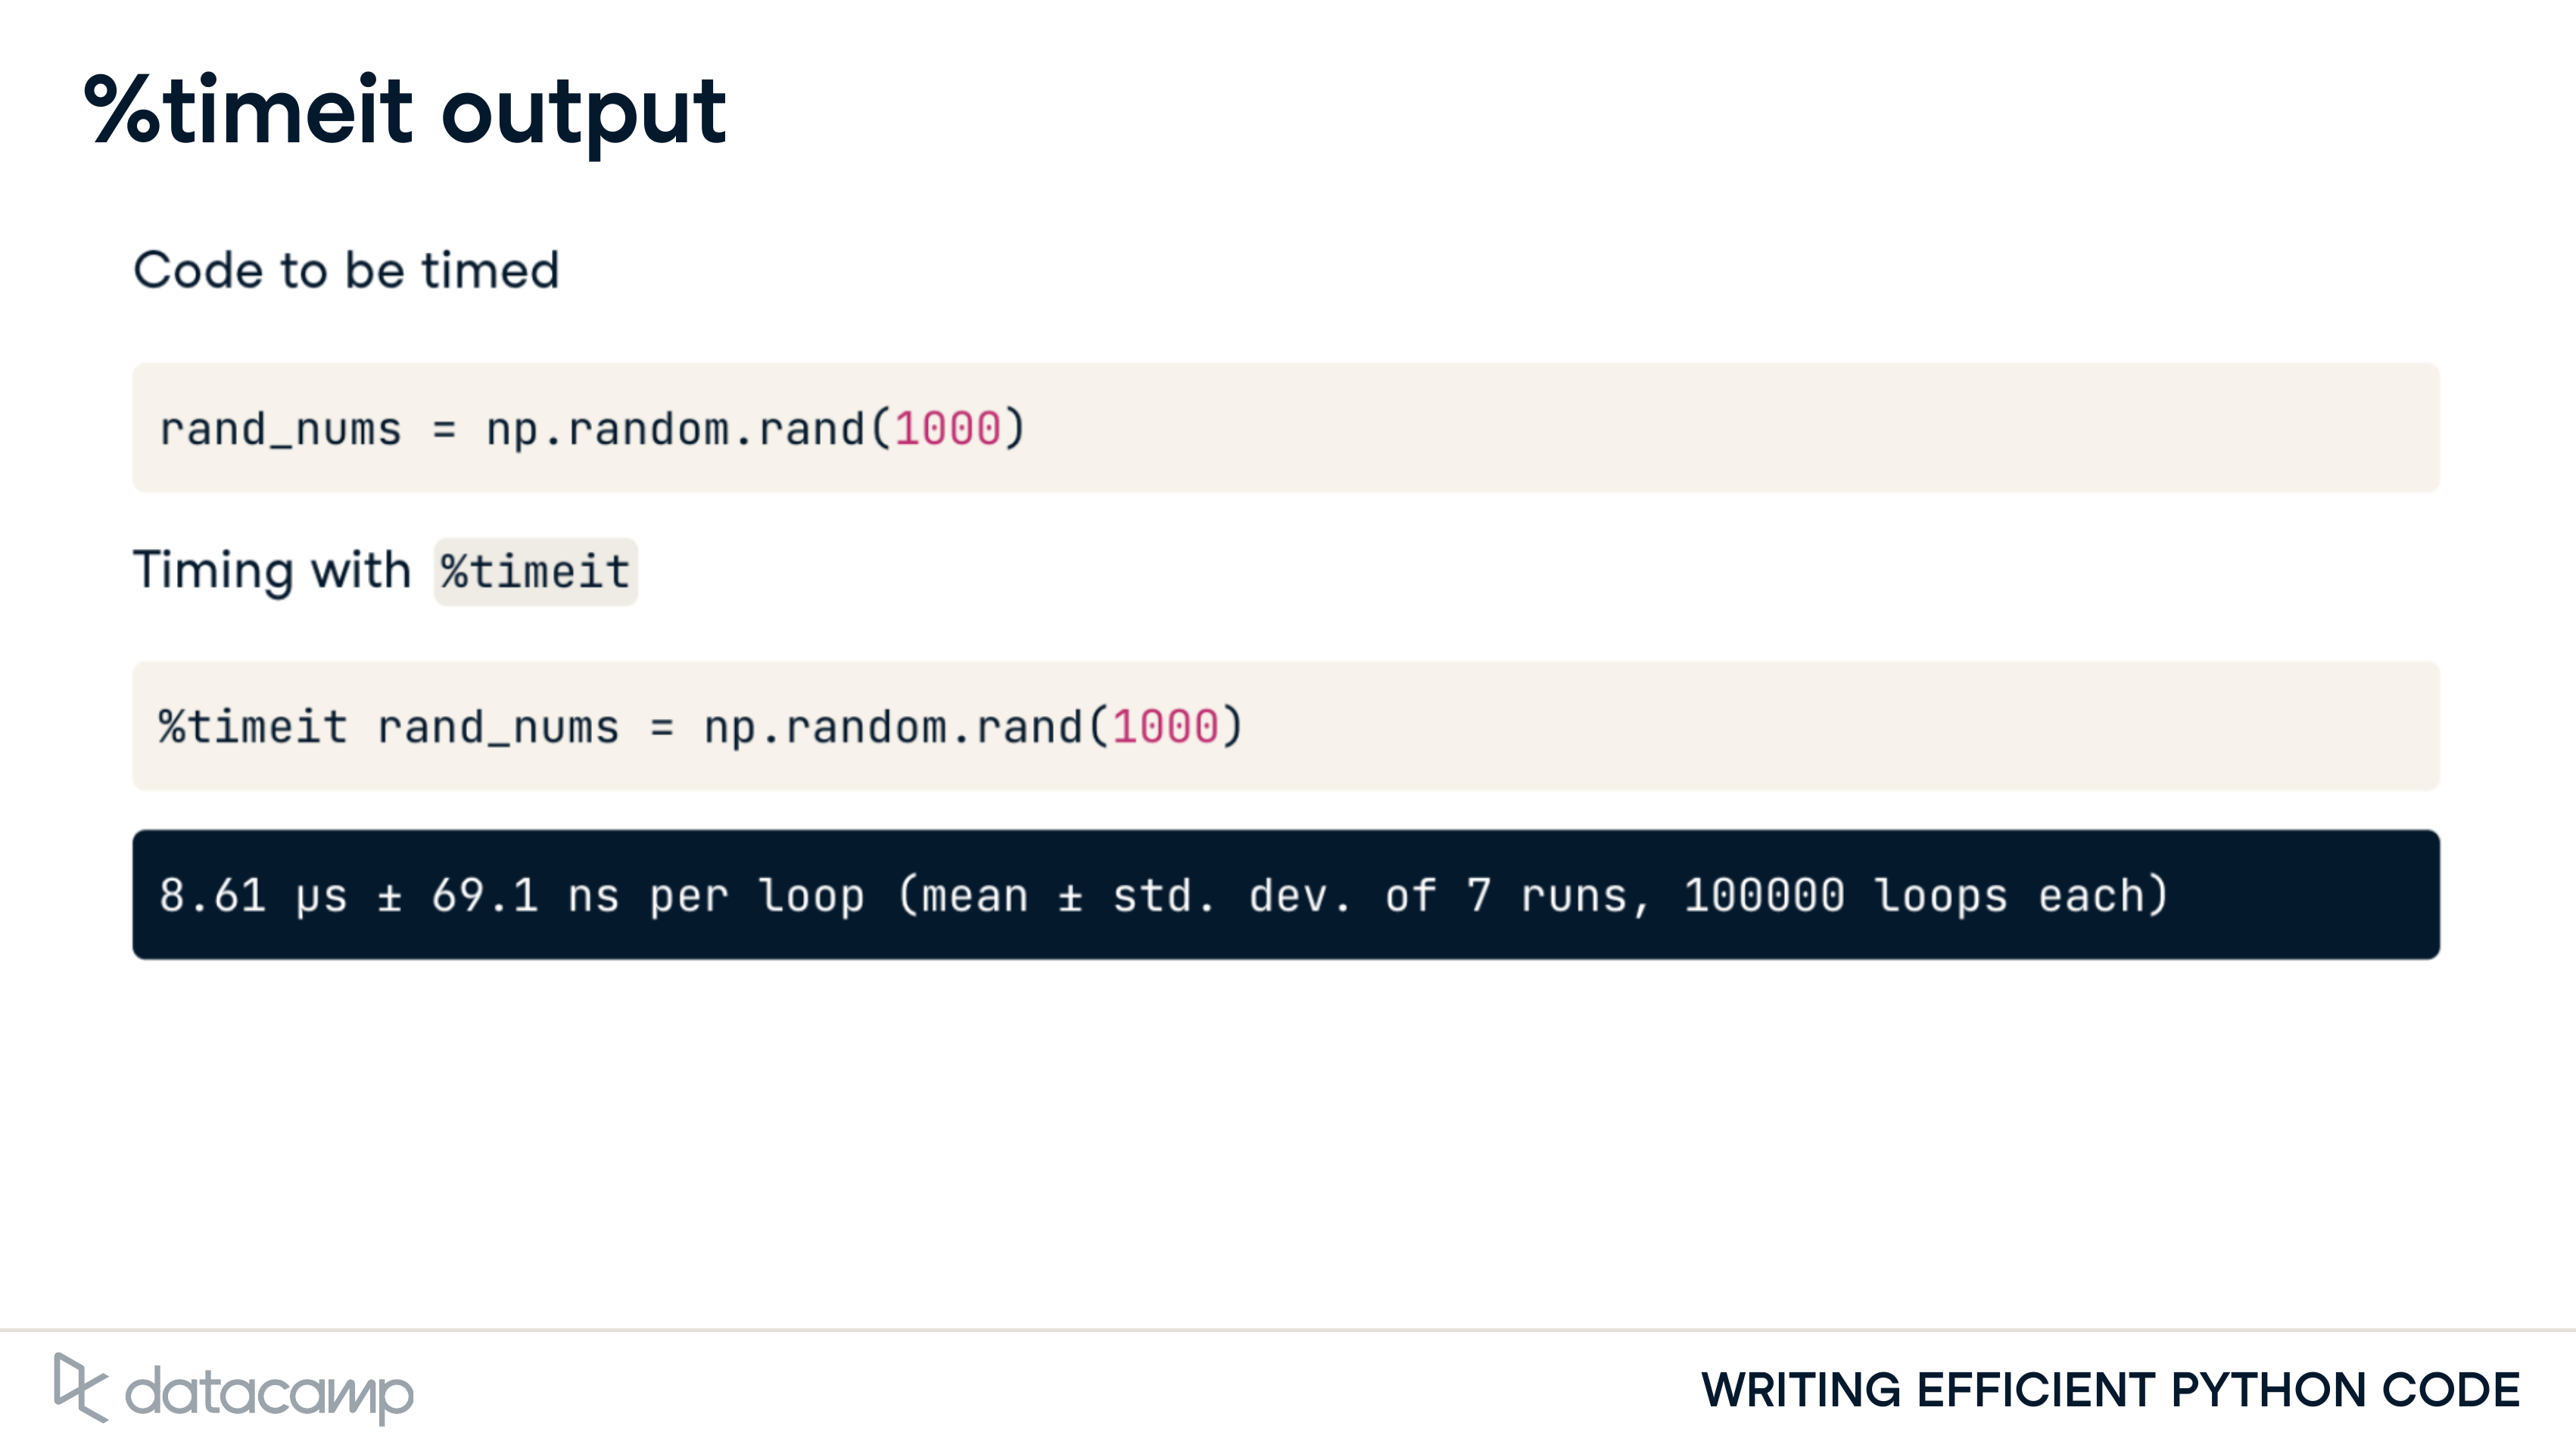 %timeit output
Code to be timed
rand_nums = np.random.rand(1000)
Timing with %timeit
%timeit rand_nums = np.random.rand(1000)
8.61 µs ± 69.1 ns per loop (mean ± std. dev. of 7 runs, 100000 loops each)
datacamp
WRITING EFFICIENT PYTHON CODE